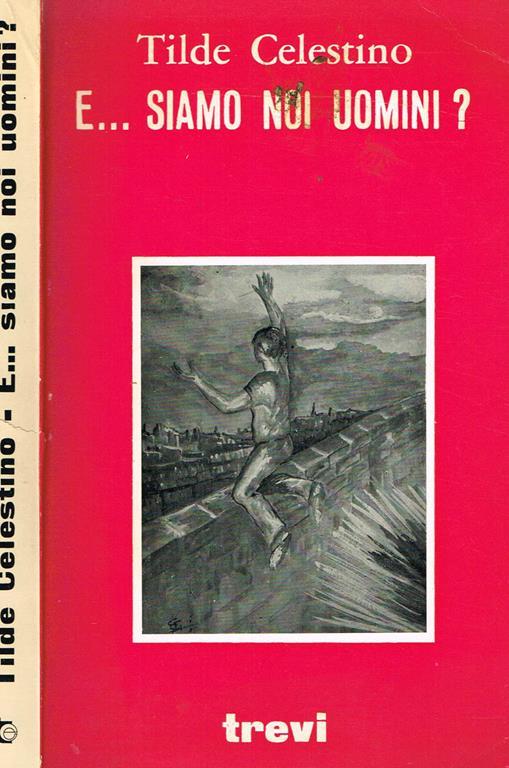 Tilde Celestino - E... siamo noi uomini?
Tilde Celestino
E... SIAMO NOI UOMINI?
trevi